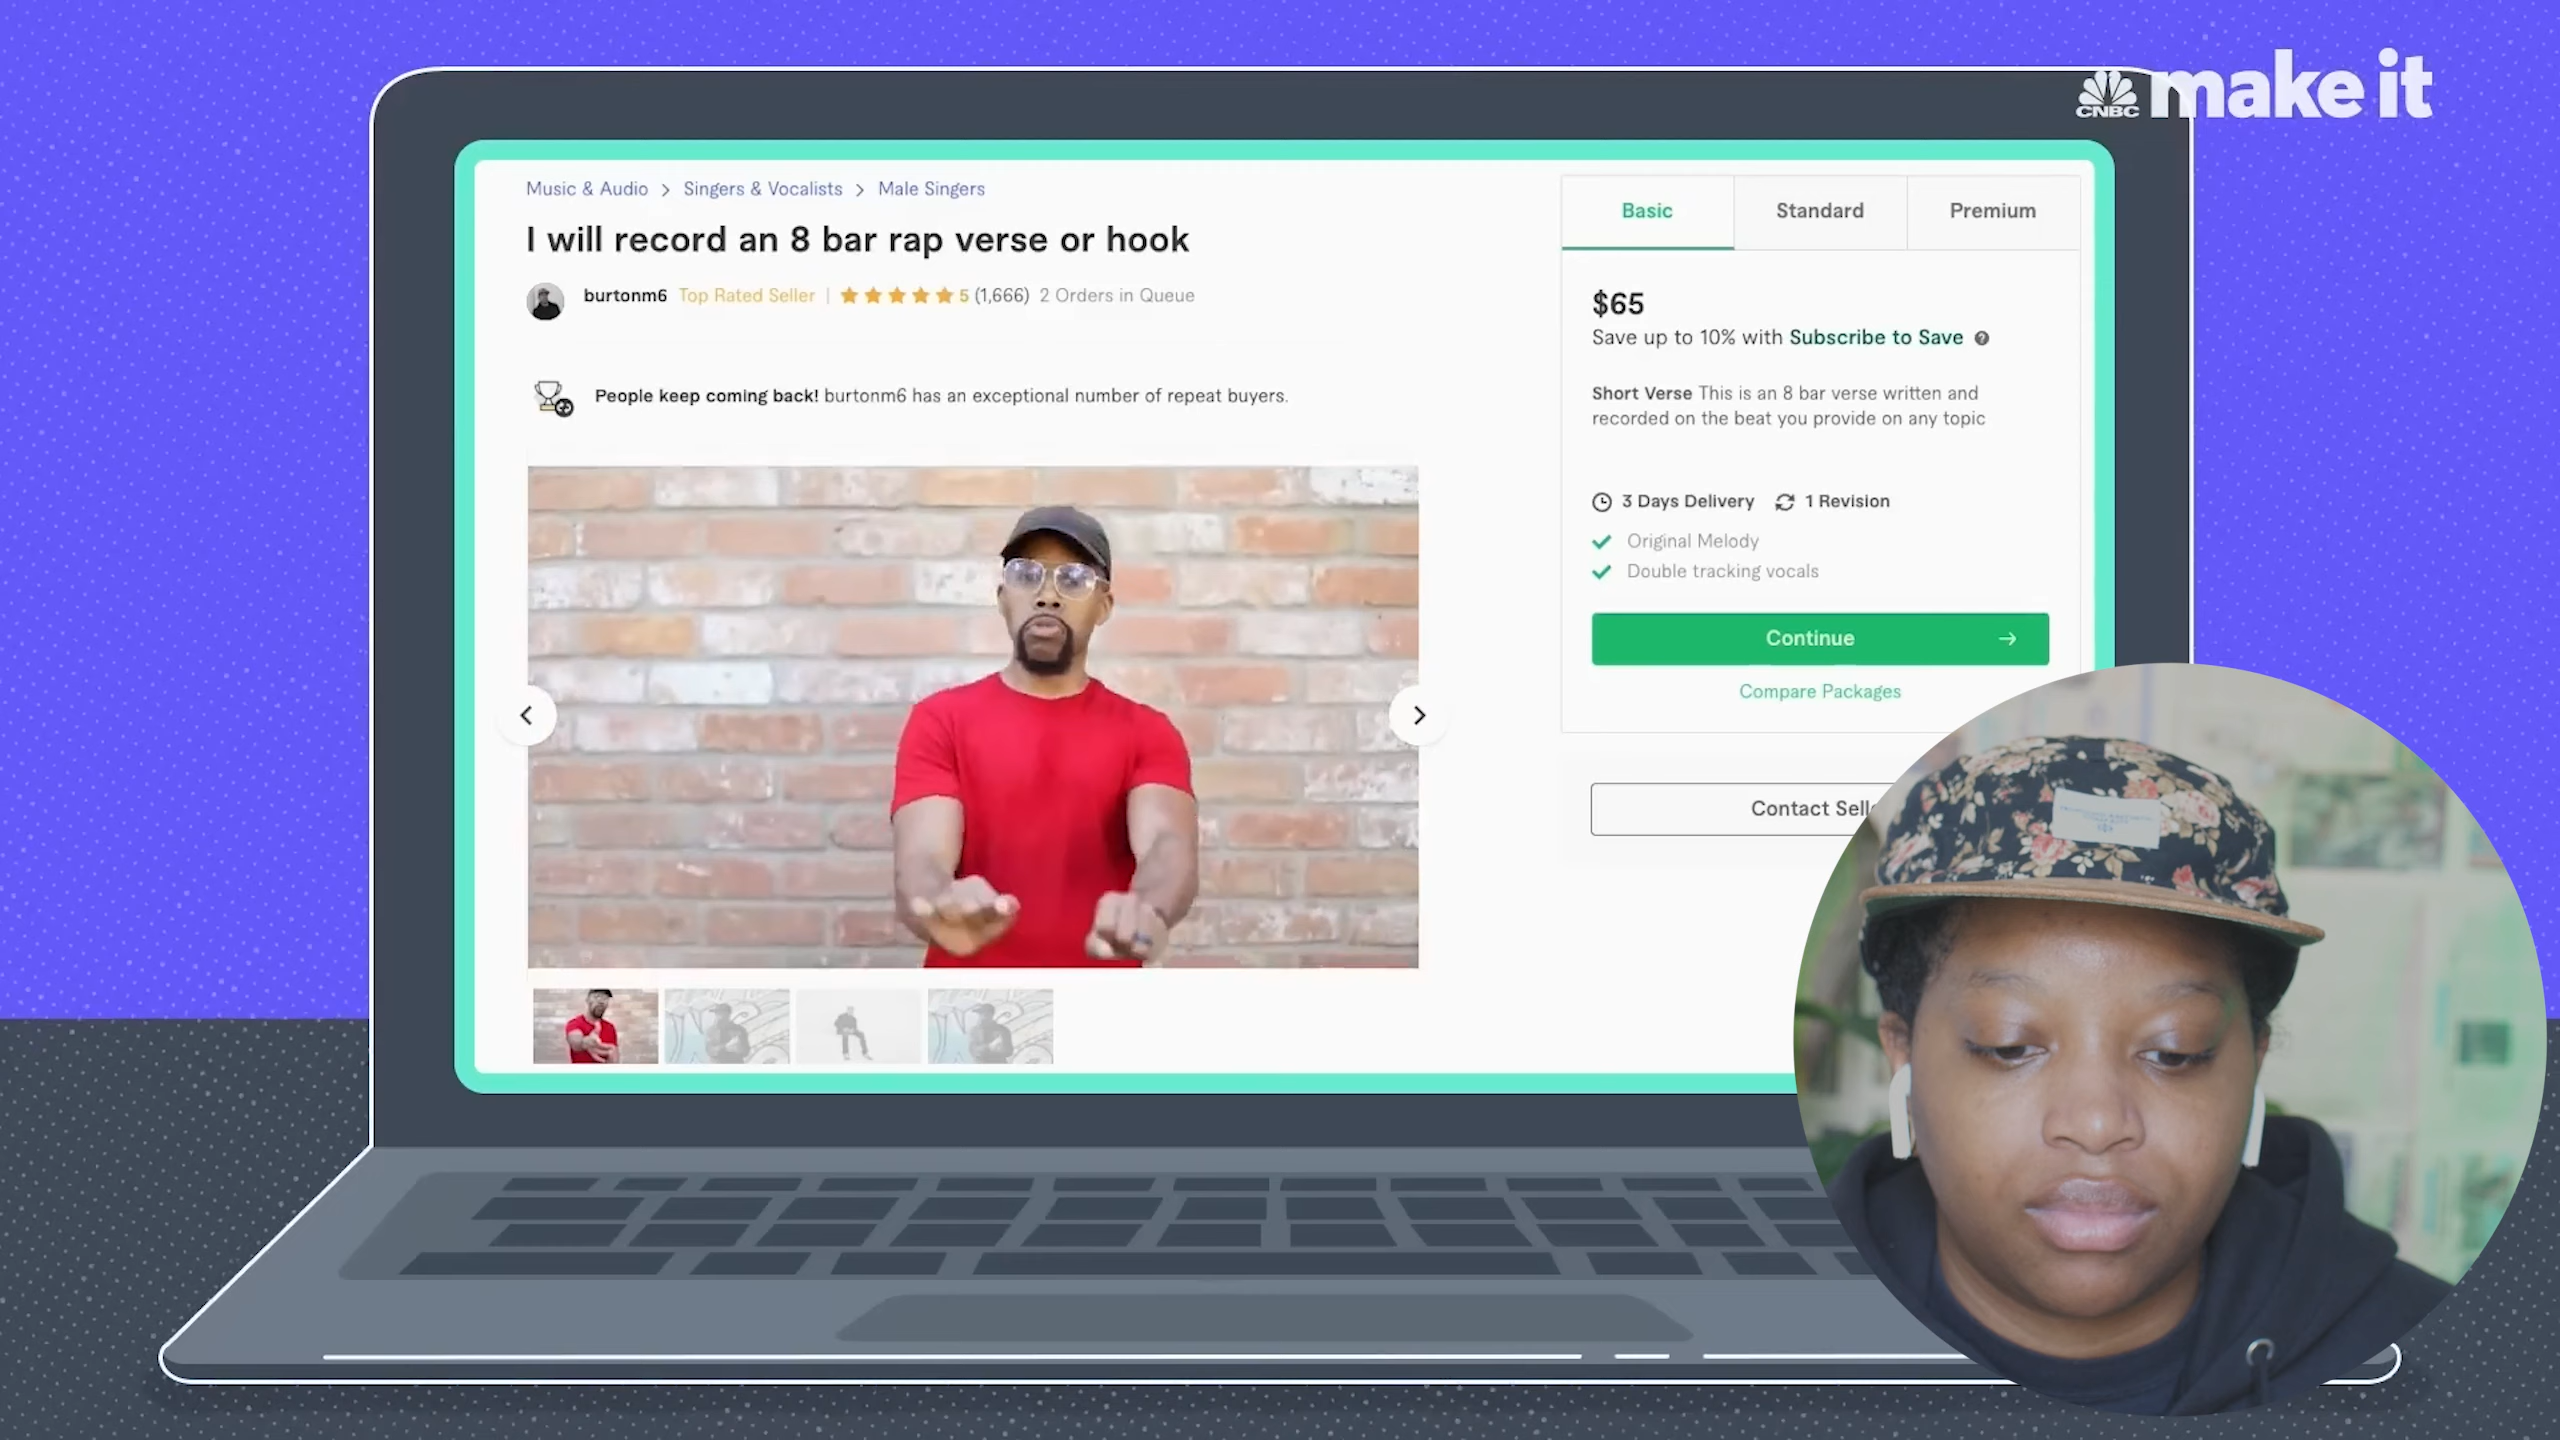 CNBC make it
Music & Audio > Singers & Vocalists > Male Singers
I will record an 8 bar rap verse or hook
burtonm6 Top Rated Seller | 5 (1,666) 2 Orders in Queue
People keep coming back! burtonm6 has an exceptional number of repeat buyers.
Basic Standard Premium
$65
Save up to 10% with Subscribe to Save
Short Verse This is an 8 bar verse written and
recorded on the beat you provide on any topic
3 Days Delivery 1 Revision
Original Melody
Double tracking vocals
Continue
Compare Packages
Contact Selle